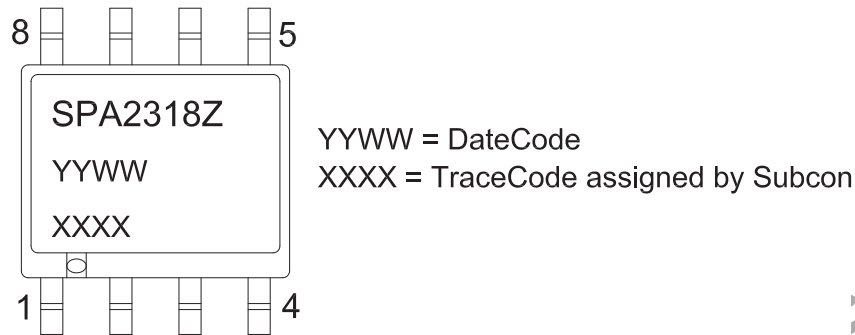 8 5
SPA2318Z
YYWW
XXXX
YYWW = DateCode
XXXX = TraceCode assigned by Subcon
1 4